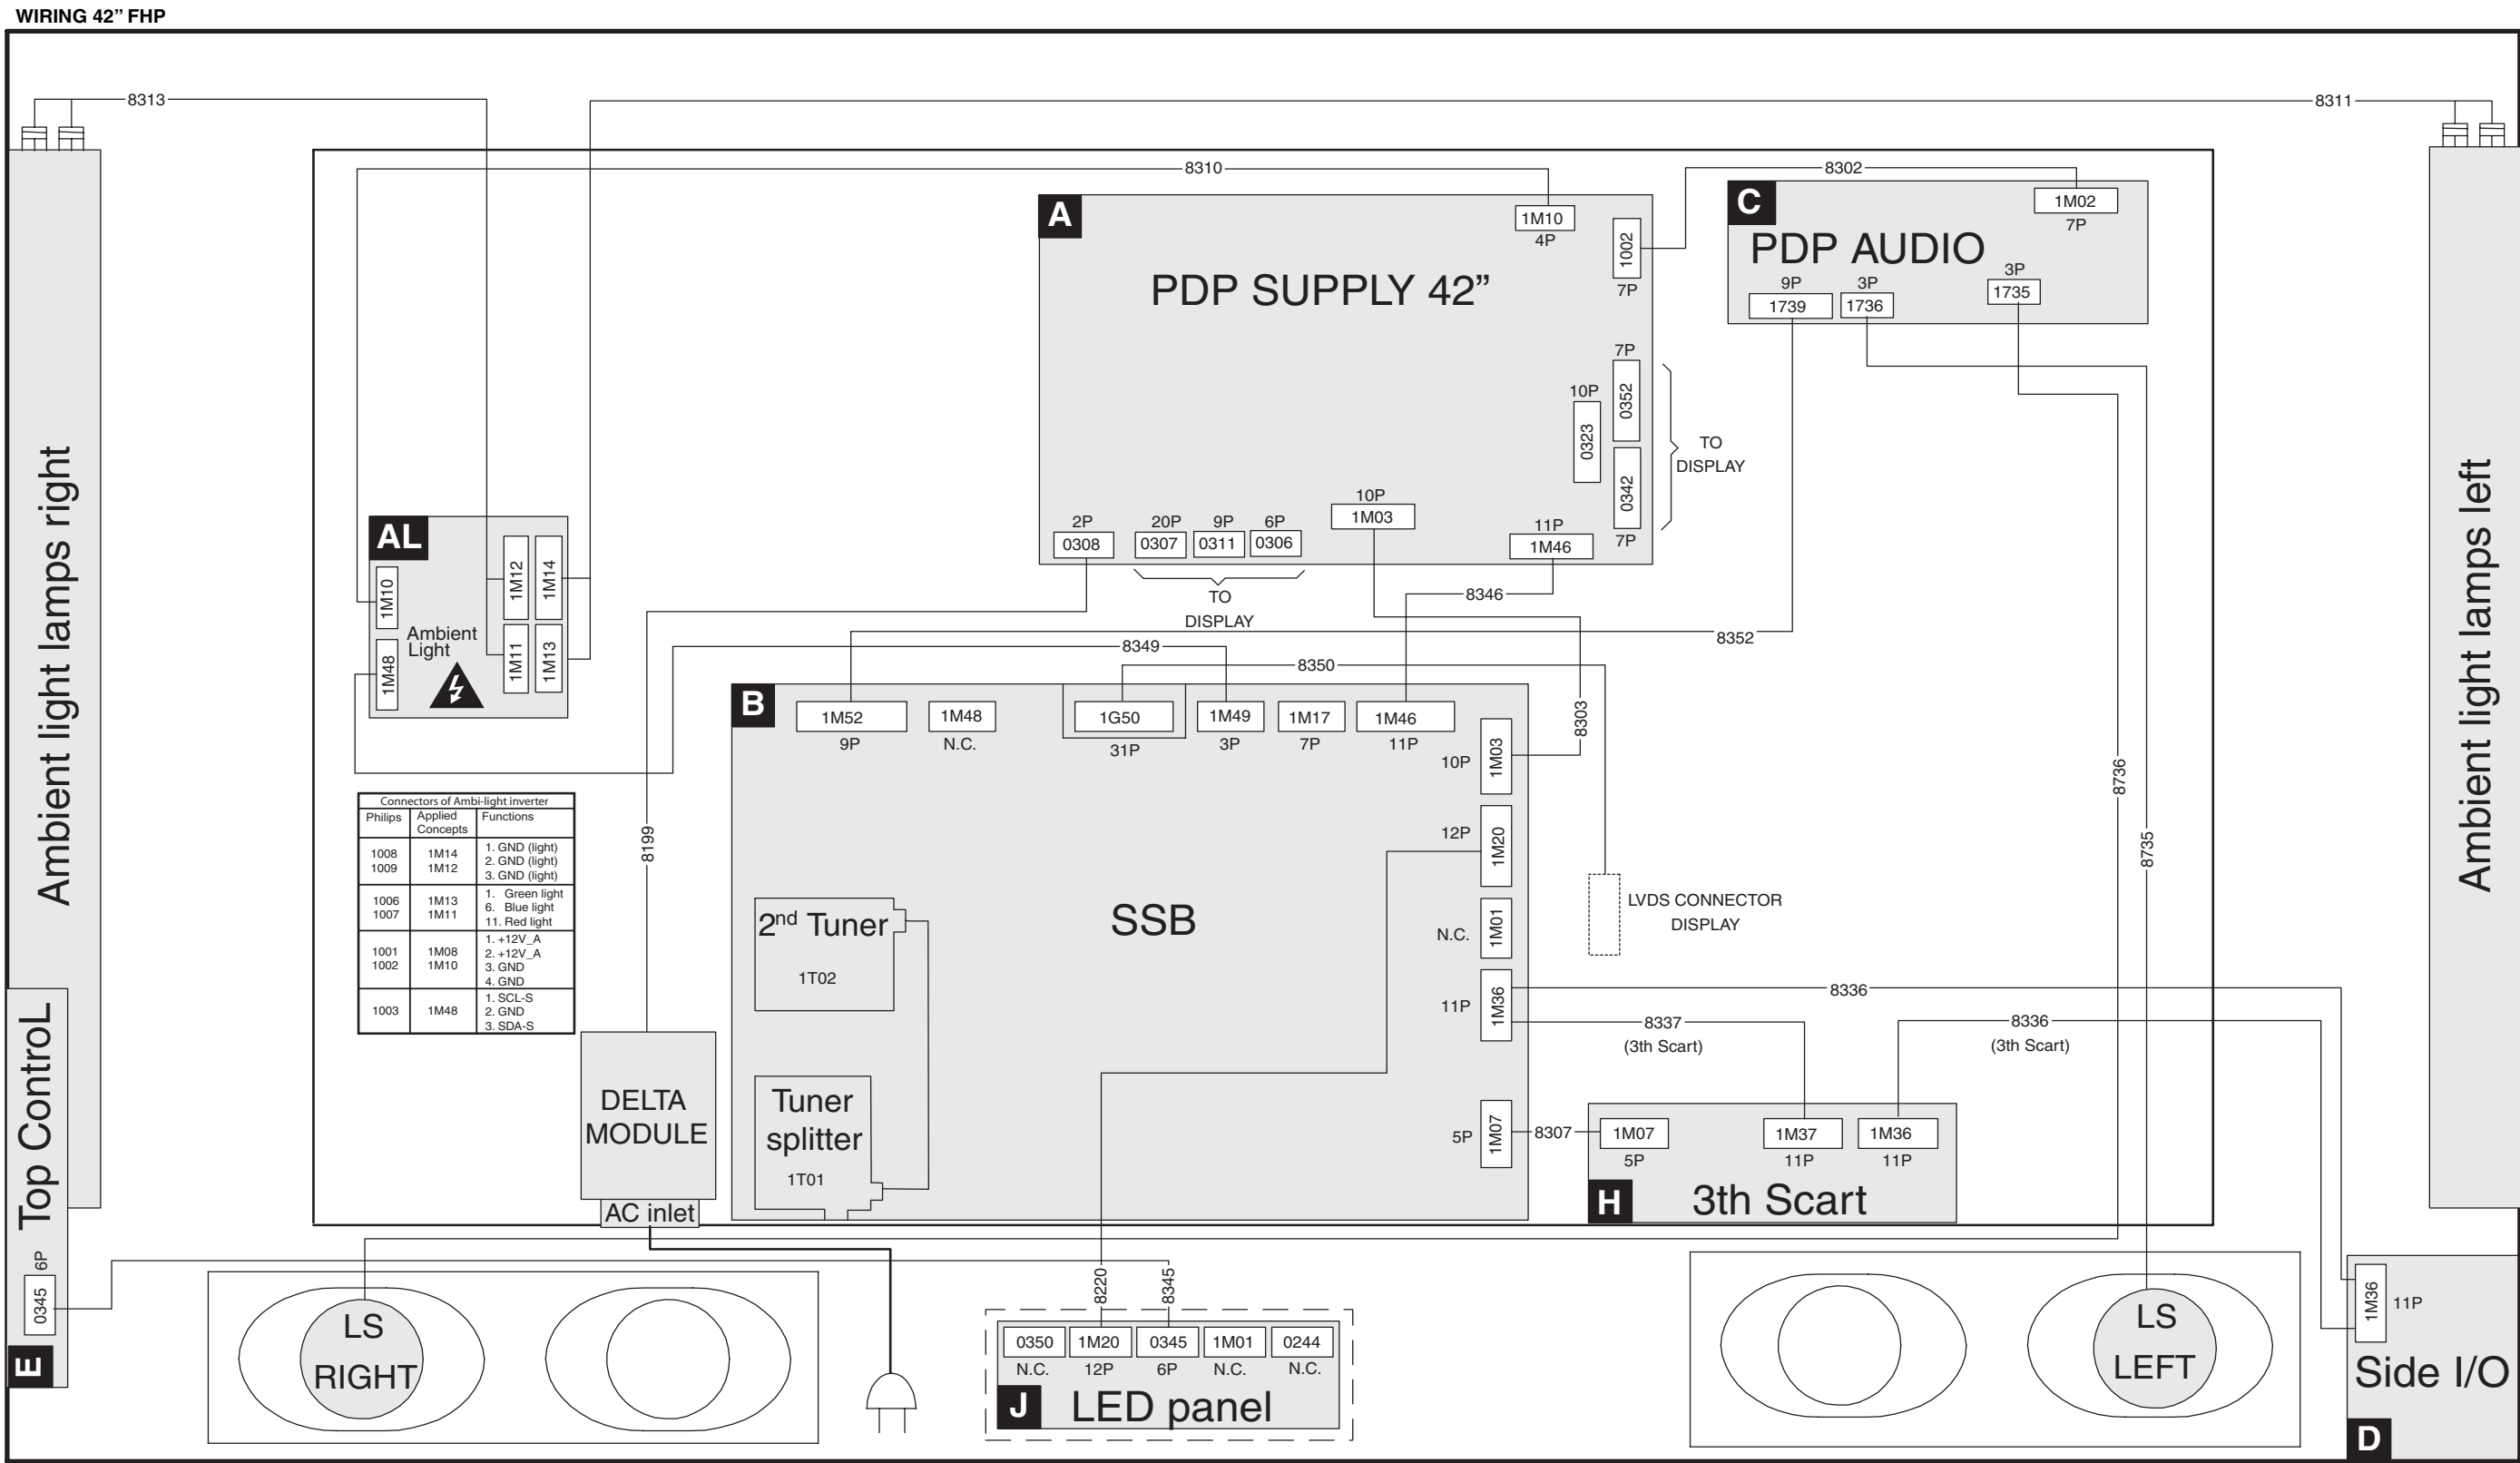 WIRING 42” FHP
8313
8311
8310
8302
A
1M10
4P
1002
7P
PDP SUPPLY 42”
C
1M02
7P
PDP AUDIO
9P
1739
3P
1736
3P
1735
7P
0352
10P
0323
0342
7P
TO
DISPLAY
2P
0308
20P
0307
9P
0311
6P
0306
10P
1M03
11P
1M46
TO
DISPLAY
8346
8352
8349
8350
8303
Ambient light lamps right
Ambient light lamps left
AL
1M10
1M48
1M12
1M14
1M11
1M13
Ambient
Light
B
1M52
9P
1M48
N.C.
1G50
31P
1M49
3P
1M17
7P
1M46
11P
10P
1M03
12P
1M20
N.C.
1M01
11P
1M36
5P
1M07
SSB
2nd Tuner
1T02
Tuner
splitter
1T01
LVDS CONNECTOR
DISPLAY
8736
8735
8199
Connectors of Ambi-light inverter
Philips
Applied
Concepts
Functions
1008
1009
1M14
1M12
1. GND (light)
2. GND (light)
3. GND (light)
1006
1007
1M13
1M11
1. Green light
6. Blue light
11. Red light
1001
1002
1M08
1M10
1. +12V_A
2. +12V_A
3. GND
4. GND
1003
1M48
1. SCL-S
2. GND
3. SDA-S
DELTA
MODULE
AC inlet
8336
8337
(3th Scart)
8336
(3th Scart)
8307
1M07
5P
1M37
11P
1M36
11P
H
3th Scart
Top ControL
6P
0345
E
LS
RIGHT
8220
8345
0350
N.C.
1M20
12P
0345
6P
1M01
N.C.
0244
N.C.
J
LED panel
LS
LEFT
1M36
11P
Side I/O
D